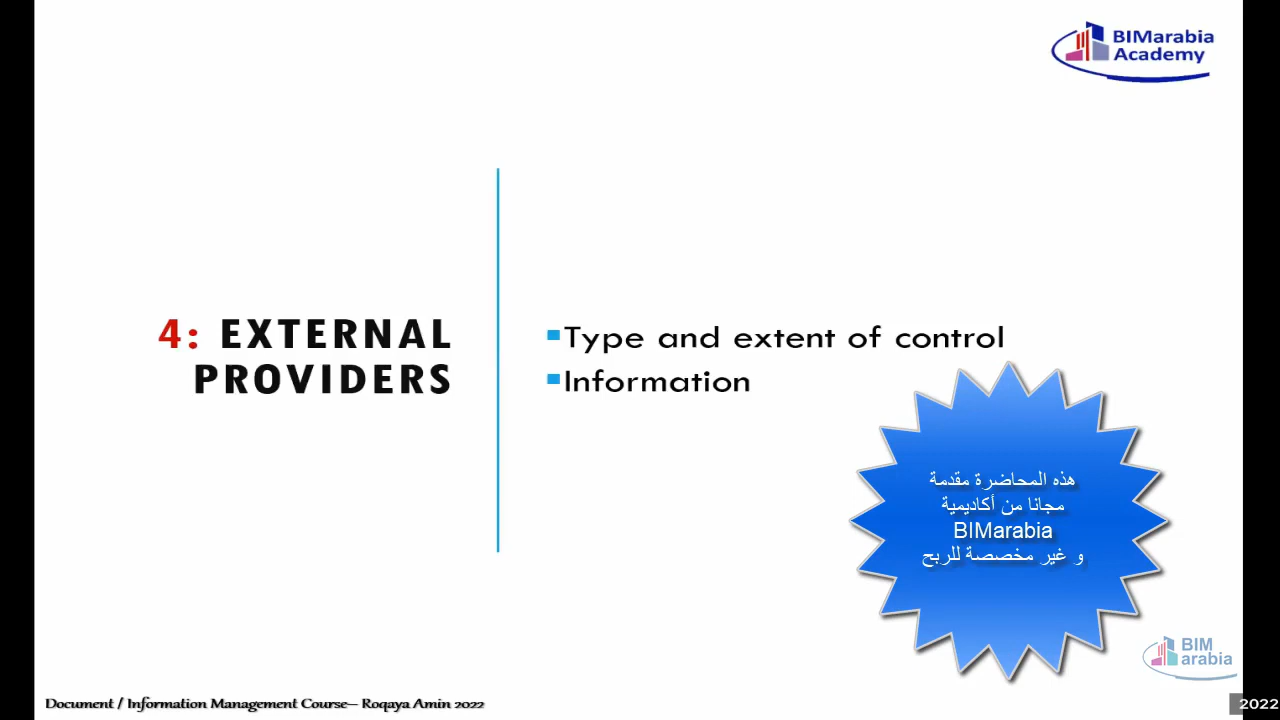 BIMarabia
Academy
4: EXTERNAL
PROVIDERS
Type and extent of control
Information
هذه المحاضرة مقدمة
مجانا من أكاديمية
BIMarabia
و غير مخصصة للربح
BIM
arabia
Document / Information Management Course– Roqaya Amin 2022
2022